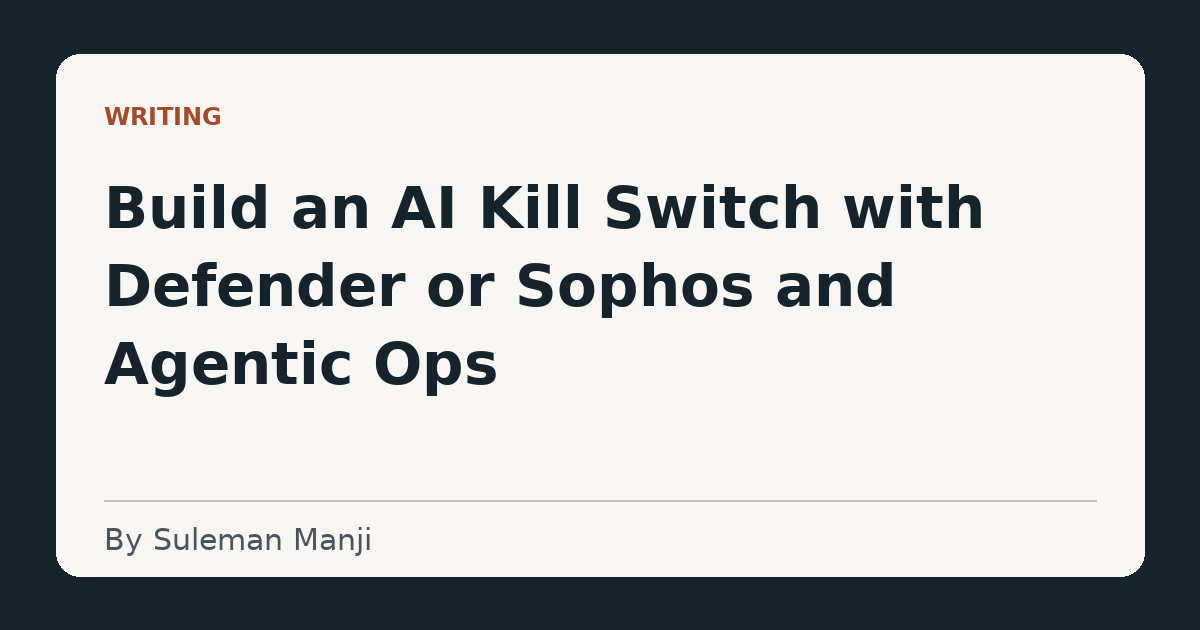 WRITING
Build an AI Kill Switch with
Defender or Sophos and
Agentic Ops
By Suleman Manji